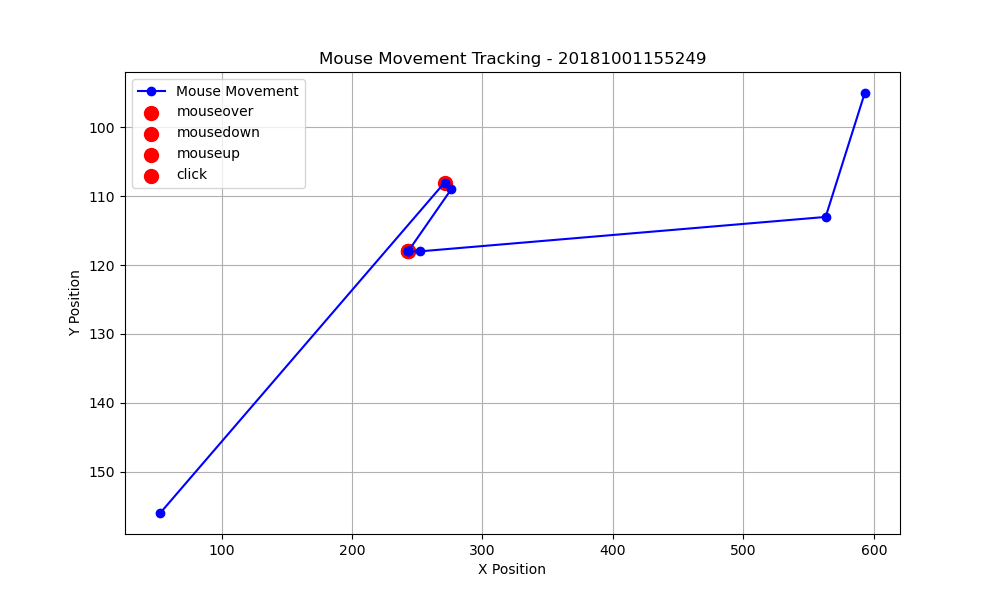 Mouse Movement Tracking - 20181001155249
Mouse Movement
mouseover
mousedown
mouseup
click
100
110
120
130
140
150
Y Position
100 200 300 400 500 600
X Position